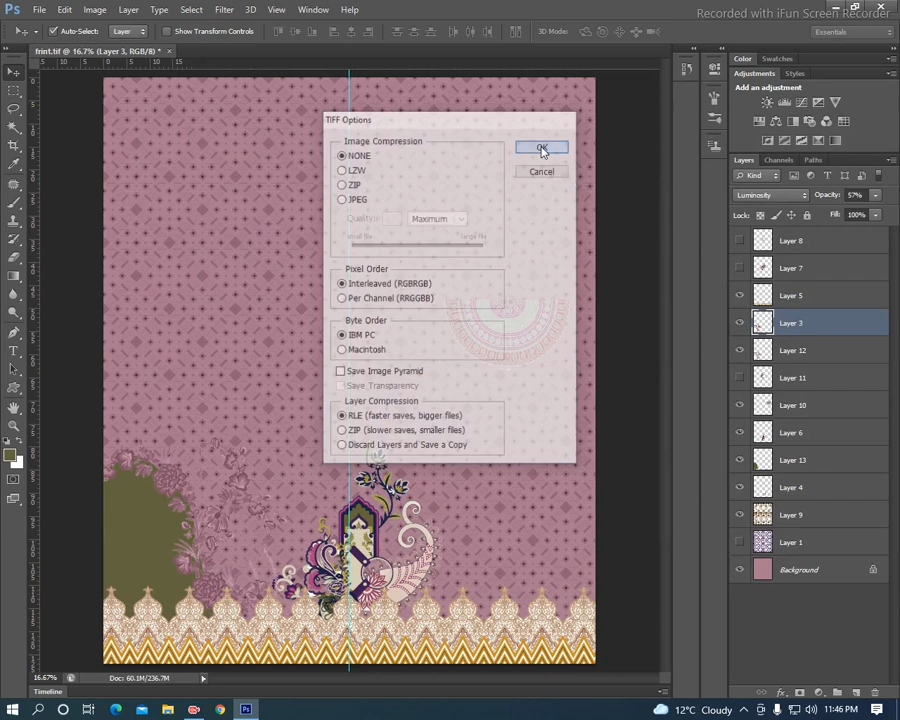 Ps File Edit Image Layer Type Select Filter 3D View Window Help
Recorded with iFun Screen Recorder
Auto-Select: Layer Show Transform Controls 3D Mode: Essentials
frint.tif @ 16.7% (Layer 3, RGB/8) * ×
TIFF Options
Image Compression
NONE
LZW
ZIP
JPEG
Quality: Maximum
small file large file
OK
Cancel
Pixel Order
Interleaved (RGBRGB)
Per Channel (RRGGBB)
Byte Order
IBM PC
Macintosh
Save Image Pyramid
Save Transparency
Layer Compression
RLE (faster saves, bigger files)
ZIP (slower saves, smaller files)
Discard Layers and Save a Copy
Color Swatches
Adjustments Styles
Add an adjustment
Layers Channels Paths
Kind
Luminosity Opacity: 57%
Lock: Fill: 100%
Layer 8
Layer 7
Layer 5
Layer 3
Layer 12
Layer 11
Layer 10
Layer 6
Layer 13
Layer 4
Layer 9
Layer 1
Background
16.67% Doc: 60.1M/236.7M
Timeline
12°C Cloudy 11:46 PM